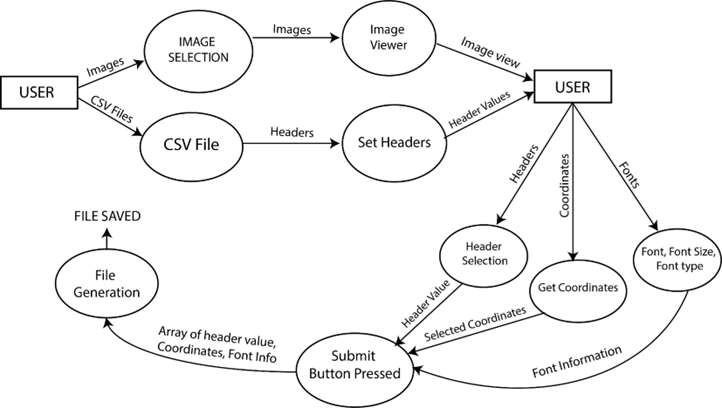 Images
IMAGE
SELECTION
Images
Image
Viewer
Image view
USER
USER
CSV Files
CSV File
Headers
Set Headers
Header Values
Headers
Coordinates
Fonts
FILE SAVED
File
Generation
Header
Selection
Get Coordinates
Font, Font Size,
Font type
Header Value
Selected Coordinates
Font Information
Array of header value,
Coordinates, Font Info
Submit
Button Pressed